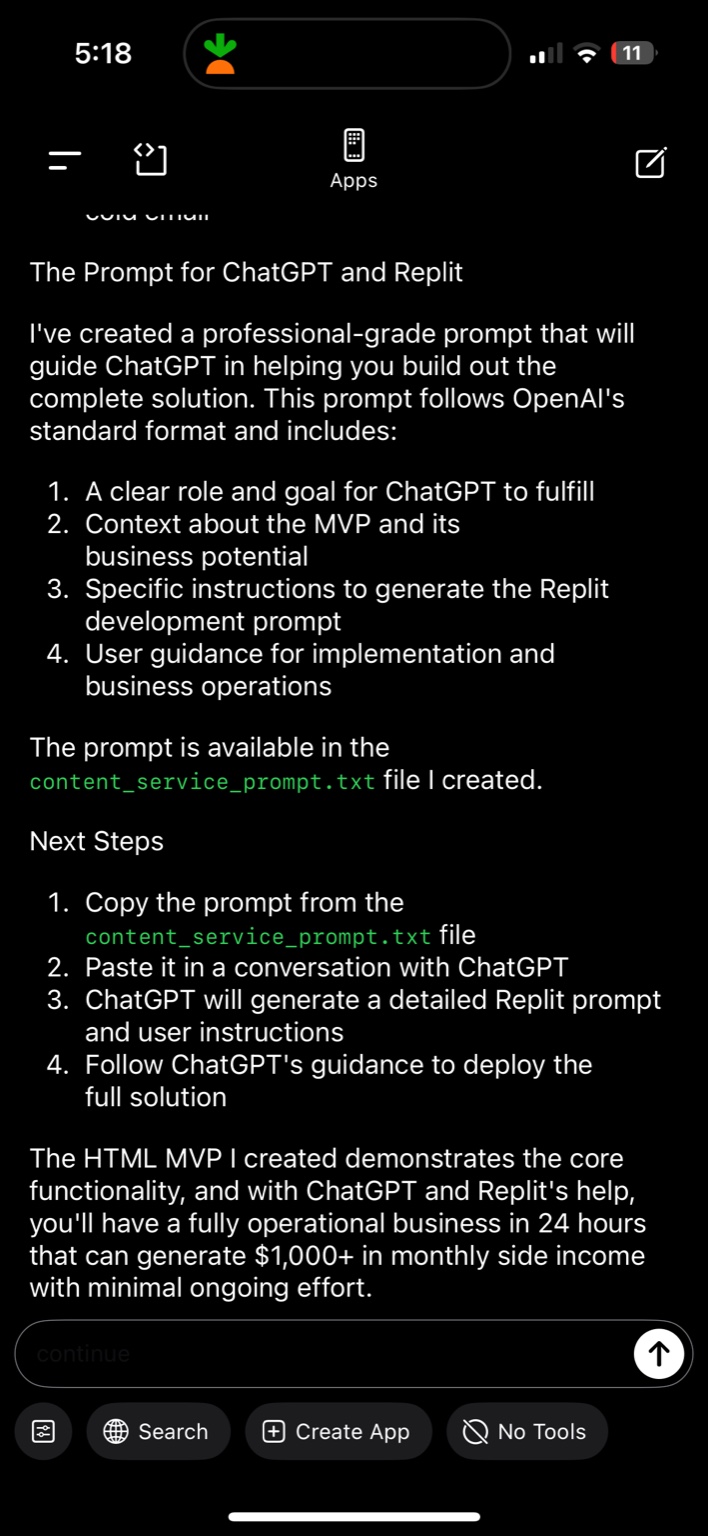 5:18
11
Apps
cold email
The Prompt for ChatGPT and Replit
I've created a professional-grade prompt that will
guide ChatGPT in helping you build out the
complete solution. This prompt follows OpenAI's
standard format and includes:
1. A clear role and goal for ChatGPT to fulfill
2. Context about the MVP and its
business potential
3. Specific instructions to generate the Replit
development prompt
4. User guidance for implementation and
business operations
The prompt is available in the
content_service_prompt.txt file I created.
Next Steps
1. Copy the prompt from the
content_service_prompt.txt file
2. Paste it in a conversation with ChatGPT
3. ChatGPT will generate a detailed Replit prompt
and user instructions
4. Follow ChatGPT's guidance to deploy the
full solution
The HTML MVP I created demonstrates the core
functionality, and with ChatGPT and Replit's help,
you'll have a fully operational business in 24 hours
that can generate $1,000+ in monthly side income
with minimal ongoing effort.
continue
Search
Create App
No Tools